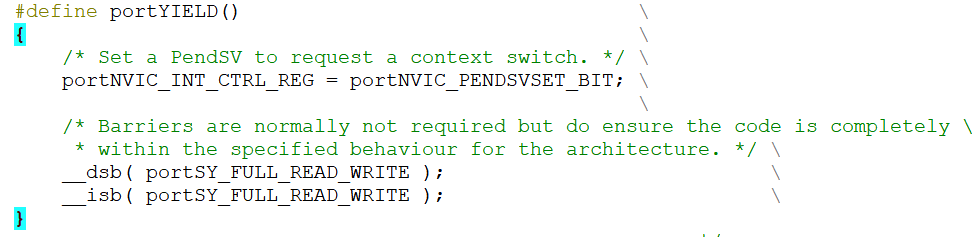 #define portYIELD() \
{ \
/* Set a PendSV to request a context switch. */ \
portNVIC_INT_CTRL_REG = portNVIC_PENDSVSET_BIT; \
\
/* Barriers are normally not required but do ensure the code is completely \
* within the specified behaviour for the architecture. */ \
__dsb( portSY_FULL_READ_WRITE ); \
__isb( portSY_FULL_READ_WRITE ); \
}